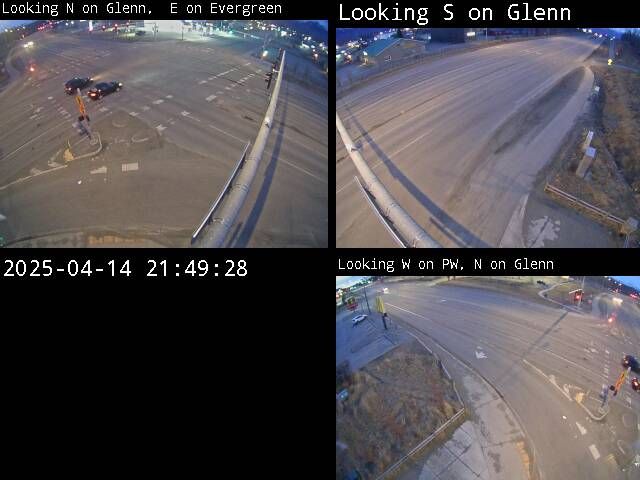 Looking N on Glenn,  E on Evergreen
Looking S on Glenn
2025-04-14 21:49:28
Looking W on PW, N on Glenn